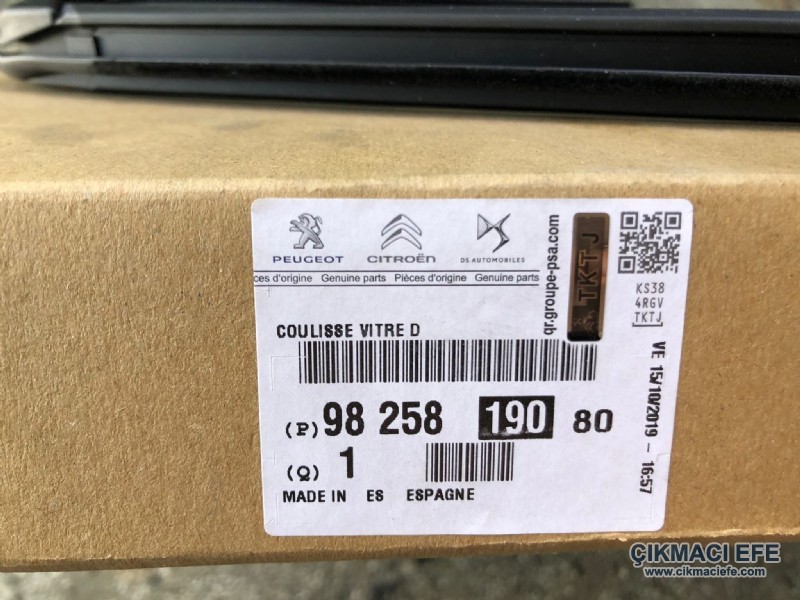 PEUGEOT CITROËN DS AUTOMOBILES
ces d'origine Genuine parts Pièces d'origine Genuine parts
qr.groupe-psa.com
TKTJ
KS38
4RGV
TKTJ
COULISSE VITRE D
(P) 98 258 190 80
(Q) 1
MADE IN ES ESPAGNE
VE 15/10/2019 - 16:57
ÇIKMACI EFE
www.cikmaciefe.com